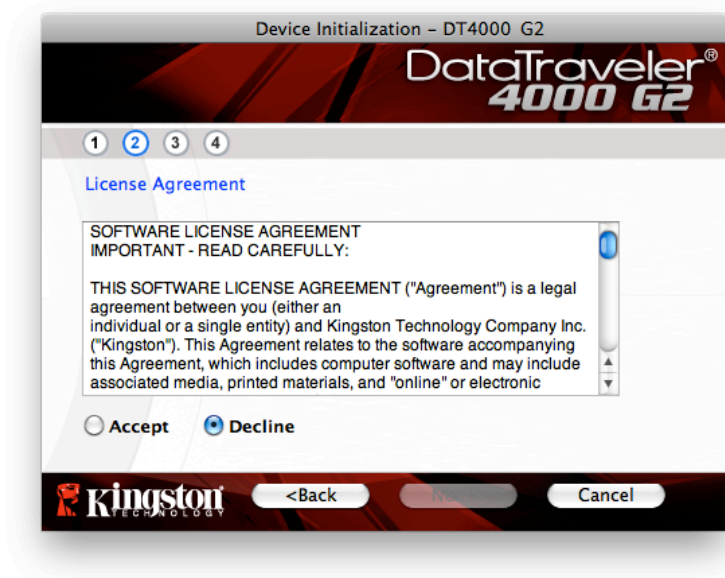 Device Initialization – DT4000 G2
DataTraveler®
4000 G2
1 2 3 4
License Agreement
SOFTWARE LICENSE AGREEMENT
IMPORTANT - READ CAREFULLY:
THIS SOFTWARE LICENSE AGREEMENT ("Agreement") is a legal
agreement between you (either an
individual or a single entity) and Kingston Technology Company Inc.
("Kingston"). This Agreement relates to the software accompanying
this Agreement, which includes computer software and may include
associated media, printed materials, and "online" or electronic
Accept Decline
Kingston
TECHNOLOGY
<Back Cancel